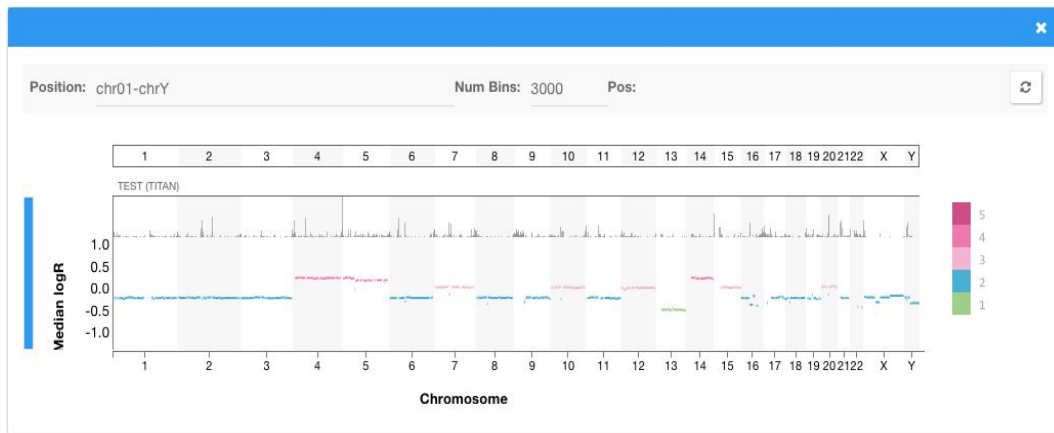 ×
Position: chr01-chrY Num Bins: 3000 Pos:
1 2 3 4 5 6 7 8 9 10 11 12 13 14 15 16 17 18 19 20 21 22 X Y
TEST (TITAN)
5
4
3
2
1
1.0
0.5
0.0
-0.5
-1.0
Median logR
1 2 3 4 5 6 7 8 9 10 11 12 13 14 15 16 17 18 19 20 21 22 X Y
Chromosome